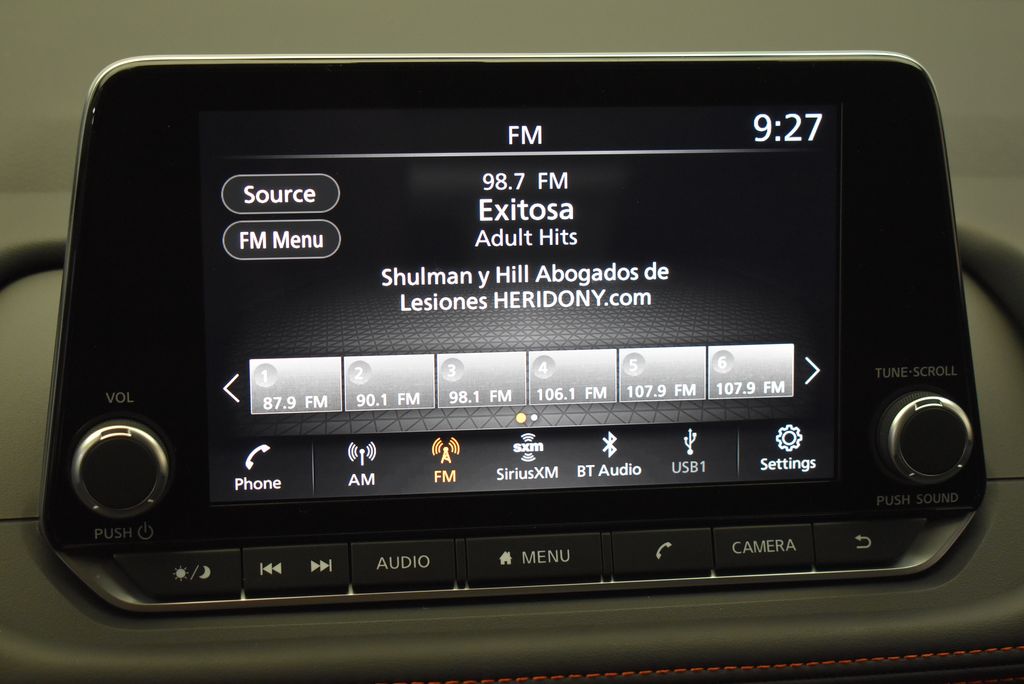 FM
9:27
Source
FM Menu
98.7 FM
Exitosa
Adult Hits
Shulman y Hill Abogados de
Lesiones HERIDONY.com
1
87.9 FM
2
90.1 FM
3
98.1 FM
4
106.1 FM
5
107.9 FM
6
107.9 FM
Phone
AM
FM
sxm
SiriusXM
BT Audio
USB1
Settings
VOL
PUSH
TUNE·SCROLL
PUSH SOUND
AUDIO
MENU
CAMERA